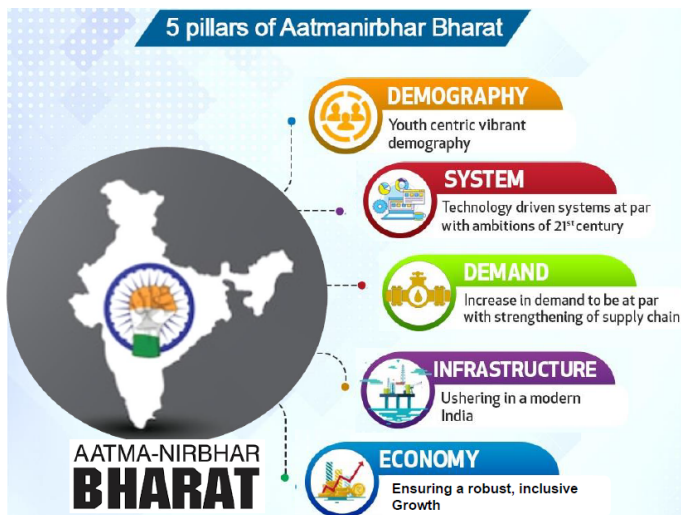 5 pillars of Aatmanirbhar Bharat
DEMOGRAPHY
Youth centric vibrant
demography
SYSTEM
Technology driven systems at par
with ambitions of 21st century
DEMAND
Increase in demand to be at par
with strengthening of supply chain
INFRASTRUCTURE
Ushering in a modern
India
ECONOMY
Ensuring a robust, inclusive
Growth
AATMA-NIRBHAR
BHARAT